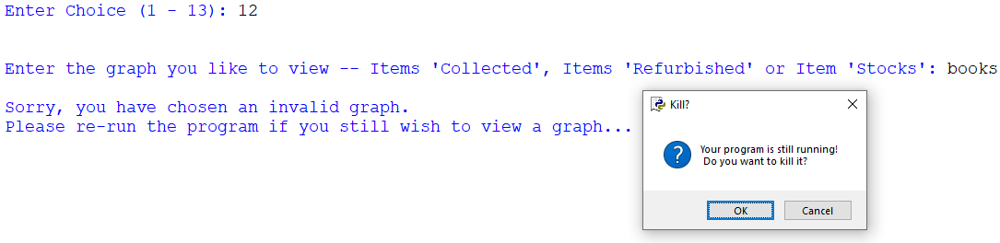 Enter Choice (1 - 13): 12
Enter the graph you like to view -- Items 'Collected', Items 'Refurbished' or Item 'Stocks': books
Sorry, you have chosen an invalid graph.
Please re-run the program if you still wish to view a graph...
Kill?
Your program is still running!
Do you want to kill it?
OK Cancel